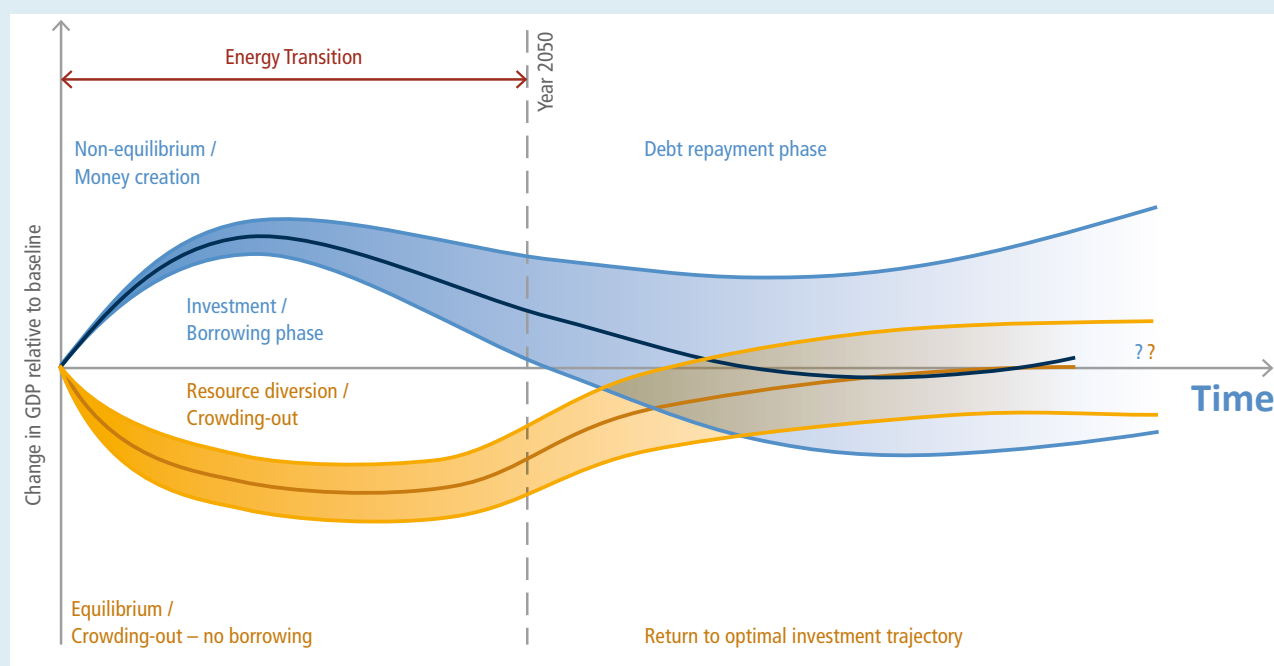 Energy Transition
Year 2050
Non-equilibrium /
Money creation
Debt repayment phase
Change in GDP relative to baseline
Investment /
Borrowing phase
? ?
Resource diversion /
Crowding-out
Time
Equilibrium /
Crowding-out – no borrowing
Return to optimal investment trajectory